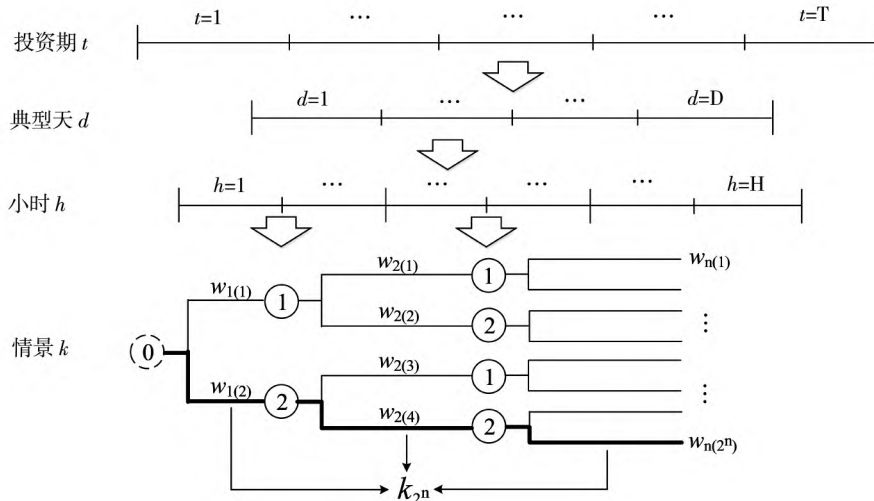 t=1 … … … t=T
投资期 t
d=1 … … d=D
典型天 d
h=1 … … … … h=H
小时 h
w1(1) w2(1) wn(1)
1 1
w2(2)
2 ⋮
情景 k
0
w2(3)
1
w1(2) … 
2 w2(4) 2
wn(2ⁿ)
k2ⁿ